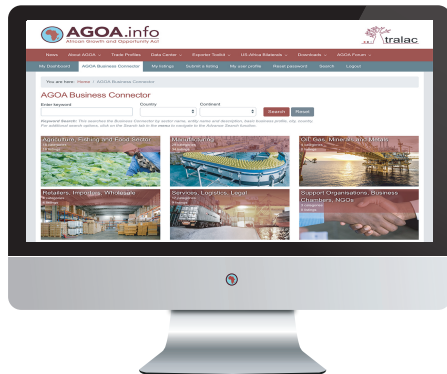 AGOA.info
African Growth and Opportunity Act
tralac
News About AGOA Trade Profiles Data Center Exporter Toolkit US-Africa Bilaterals Downloads AGOA Forum
My Dashboard AGOA Business Connector My listings Submit a listing My user profile Reset password Search Logout
You are here: Home / AGOA Business Connector
AGOA Business Connector
Enter keyword Country Continent
Search Reset
Agriculture, Fishing and Food Sector
Manufacturing
Oil, Gas, Minerals and Metals
Retailers, Importers, Wholesale
Services, Logistics, Legal
Support Organisations, Business
Chambers, NGOs